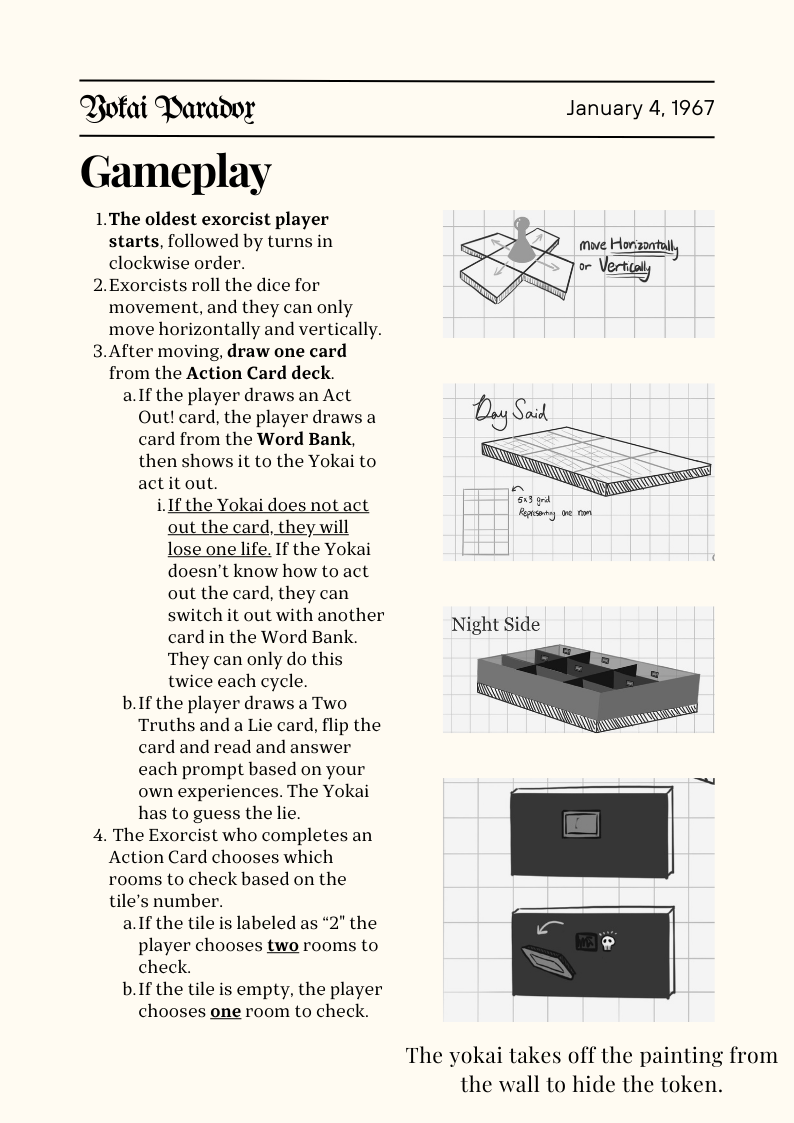 Yokai Paradox
January 4, 1967
Gameplay
1. The oldest exorcist player
starts, followed by turns in
clockwise order.
2. Exorcists roll the dice for
movement, and they can only
move horizontally and vertically.
3. After moving, draw one card
from the Action Card deck.
a. If the player draws an Act
Out! card, the player draws a
card from the Word Bank,
then shows it to the Yokai to
act it out.
i. If the Yokai does not act
out the card, they will
lose one life. If the Yokai
doesn't know how to act
out the card, they can
switch it out with another
card in the Word Bank.
They can only do this
twice each cycle.
b. If the player draws a Two
Truths and a Lie card, flip the
card and read and answer
each prompt based on your
own experiences. The Yokai
has to guess the lie.
4. The Exorcist who completes an
Action Card chooses which
rooms to check based on the
tile's number.
a. If the tile is labeled as “2" the
player chooses two rooms to
check.
b. If the tile is empty, the player
chooses one room to check.
move Horizontally
or Vertically
Day Said
5x3 grid
Representing one room
Night Side
The yokai takes off the painting from
the wall to hide the token.